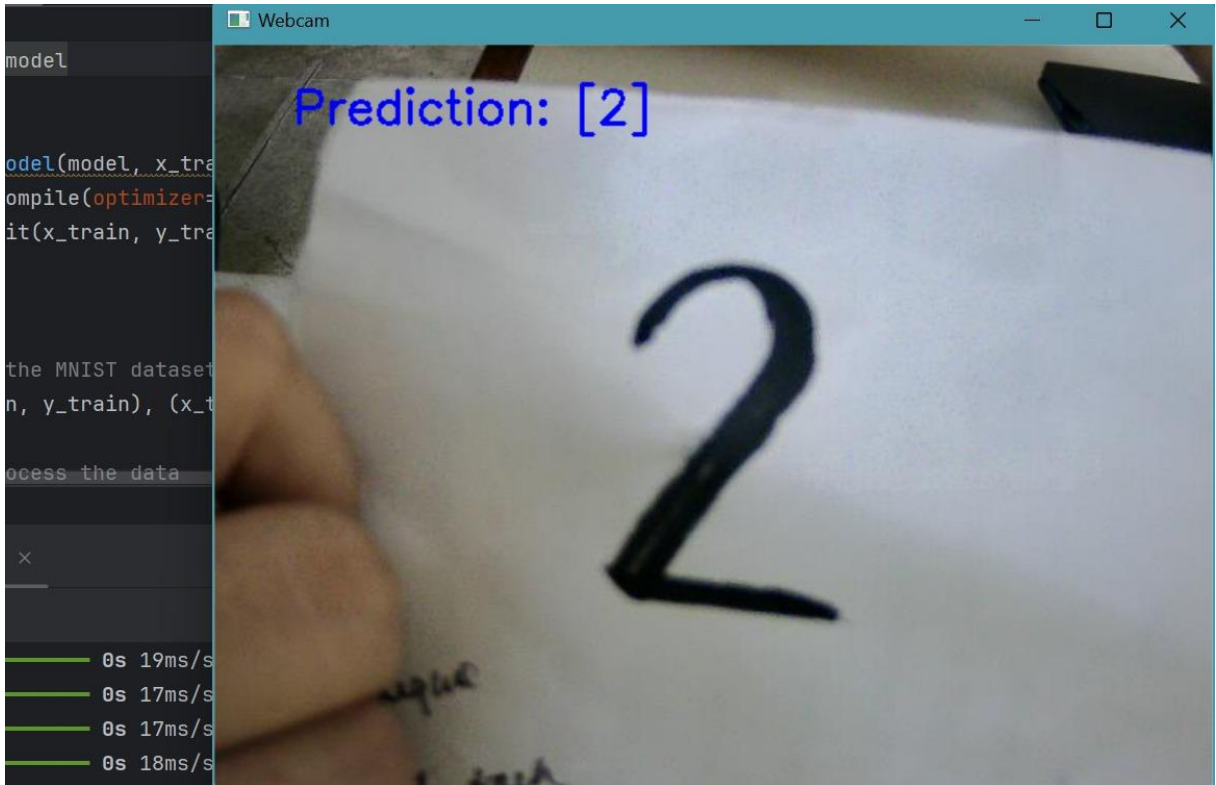 Webcam
model
Prediction: [2]
odel(model, x_tra
ompile(optimizer=
it(x_train, y_tra
2
the MNIST dataset
n, y_train), (x_t
ocess the data
0s 19ms/s
0s 17ms/s
0s 17ms/s
0s 18ms/s